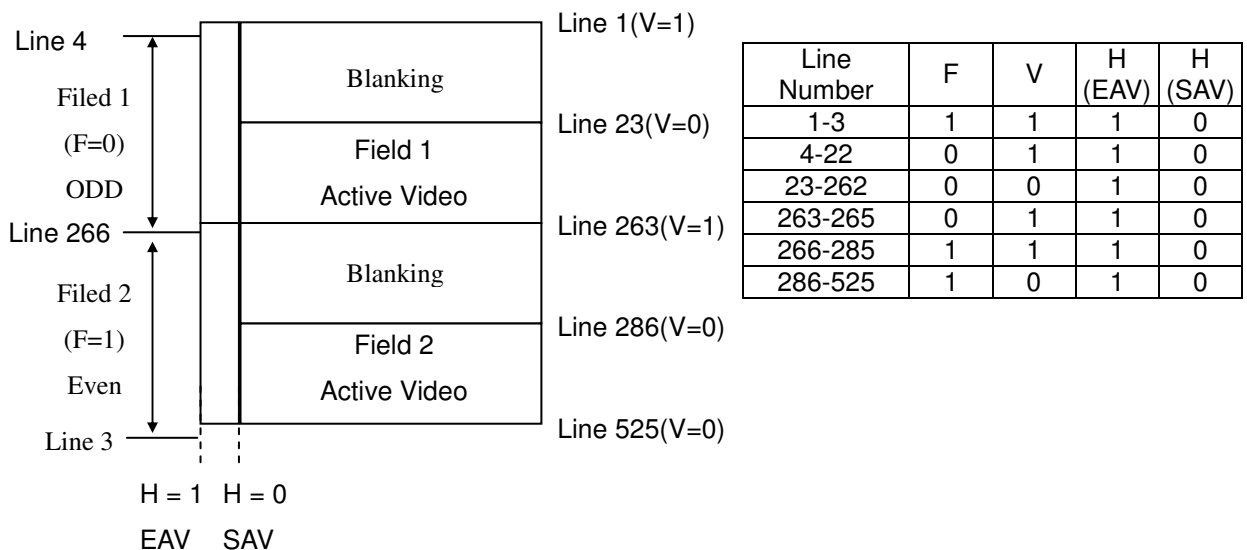 Line 1(V=1)
Line 4
Blanking
Filed 1
(F=0)
ODD
Line 23(V=0)
Field 1
Active Video
Line 263(V=1)
Line 266
Blanking
Filed 2
(F=1)
Even
Line 286(V=0)
Field 2
Active Video
Line 525(V=0)
Line 3
H = 1 H = 0
EAV SAV
Line Number F V H (EAV) H (SAV)
1-3 1 1 1 0
4-22 0 1 1 0
23-262 0 0 1 0
263-265 0 1 1 0
266-285 1 1 1 0
286-525 1 0 1 0